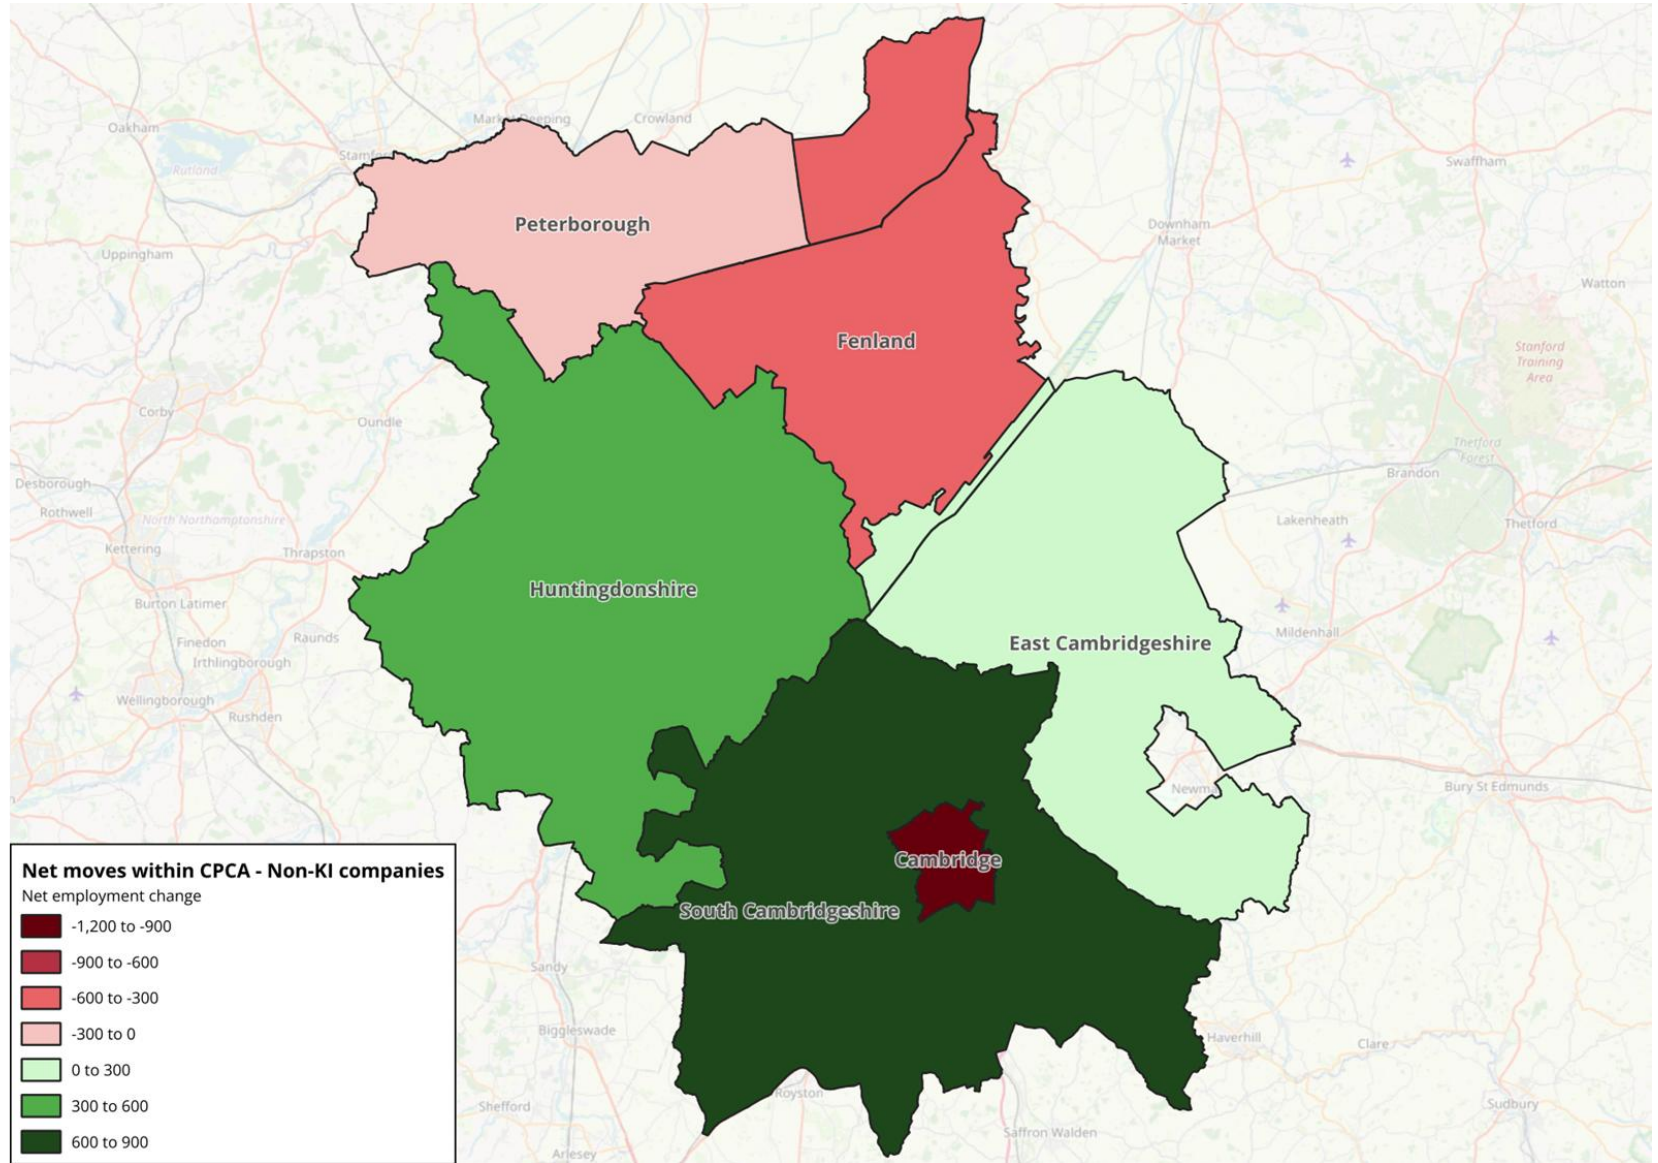 Market Deeping
Crowland
Oakham
Stamford
Rutland
Swaffham
Peterborough
Downham
Market
Uppingham
Watton
Fenland
Stanford
Training
Area
Corby
Oundle
Thetford
Forest
Brandon
Desborough
Rothwell
North Northamptonshire
Lakenheath
Thetford
Kettering
Thrapston
Huntingdonshire
Burton Latimer
Mildenhall
Finedon
Raunds
East Cambridgeshire
Irthlingborough
Wellingborough
Rushden
Newma
Bury St Edmunds
Cambridge
South Cambridgeshire
Net moves within CPCA - Non-KI companies
Net employment change
-1,200 to -900
-900 to -600
-600 to -300
-300 to 0
0 to 300
300 to 600
600 to 900
Sandy
Biggleswade
Haverhill
Clare
Royston
Shefford
Sudbury
Saffron Walden
Arlesey